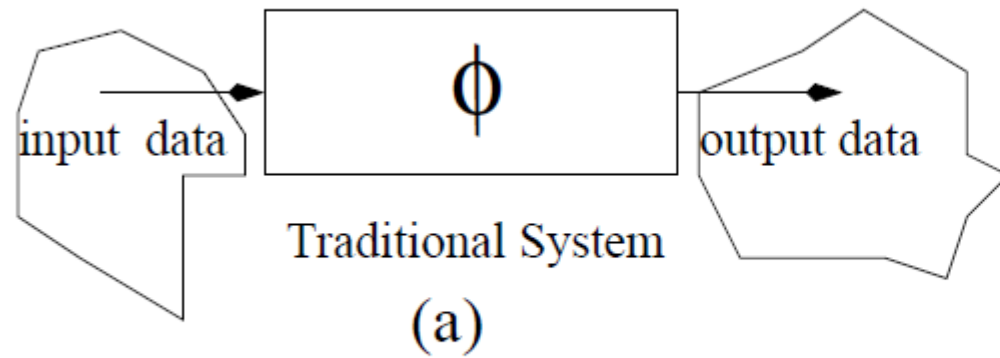 ϕ
input data
output data
Traditional System
(a)